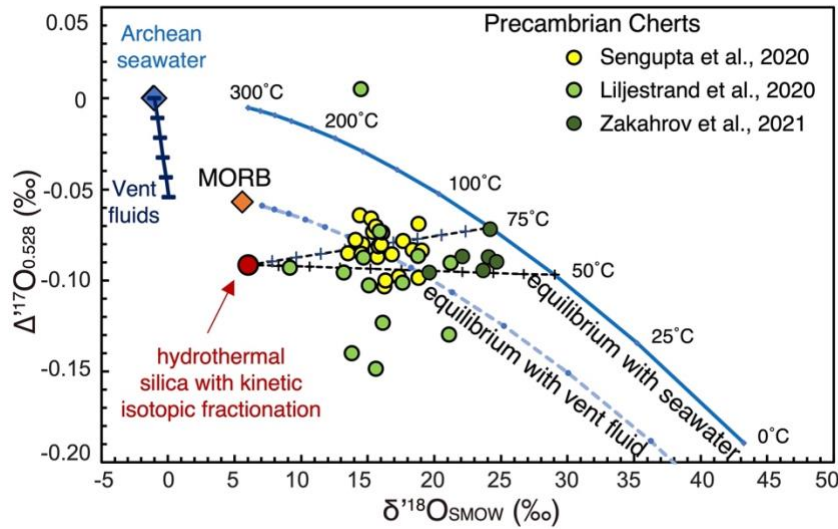 0.05
0
-0.05
-0.10
-0.15
-0.20
Δ'17O0.528 (‰)
Archean
seawater
Vent
fluids
MORB
hydrothermal
silica with kinetic
isotopic fractionation
300˚C
200˚C
100˚C
75˚C
50˚C
25˚C
0˚C
equilibrium with seawater
equilibrium with vent fluid
Precambrian Cherts
Sengupta et al., 2020
Liljestrand et al., 2020
Zakahrov et al., 2021
-5 0 5 10 15 20 25 30 35 40 45 50
δ'18OSMOW (‰)